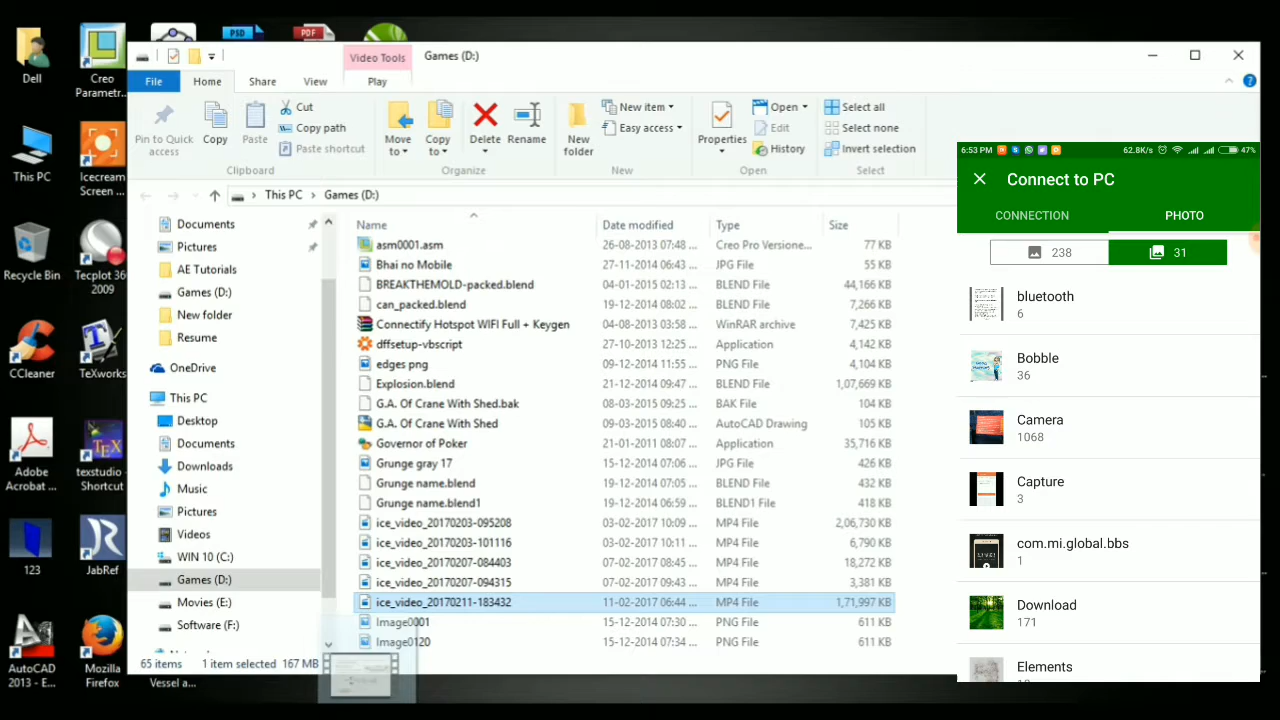 PSD
PDF
Dell
Creo
Parametr...
This PC
Icecream
Screen ...
Recycle Bin
Tecplot 36
2009
CCleaner
TeXworks
Adobe
Acrobat ...
texstudio -
Shortcut
123
JabRef
AutoCAD
2013 - E...
Mozilla
Firefox
Vessel a...
Video Tools
Games (D:)
File
Home
Share
View
Play
Pin to Quick
access
Copy
Paste
Cut
Copy path
Paste shortcut
Clipboard
Move
to
Copy
to
Delete
Rename
Organize
New
folder
New item
Easy access
New
Properties
Open
Edit
History
Open
Select all
Select none
Invert selection
Select
This PC > Games (D:)
Documents
Pictures
AE Tutorials
Games (D:)
New folder
Resume
OneDrive
This PC
Desktop
Documents
Downloads
Music
Pictures
Videos
WIN 10 (C:)
Games (D:)
Movies (E:)
Software (F:)
Name Date modified Type Size
asm0001.asm 26-08-2013 07:48 ... Creo Pro Versione... 77 KB
Bhai no Mobile 27-11-2014 06:43 ... JPG File 55 KB
BREAKTHEMOLD-packed.blend 04-01-2015 02:13 ... BLEND File 44,166 KB
can_packed.blend 19-12-2014 08:02 ... BLEND File 7,266 KB
Connectify Hotspot WIFI Full + Keygen 04-08-2013 03:58 ... WinRAR archive 7,425 KB
dffsetup-vbscript 27-10-2013 12:25 ... Application 4,142 KB
edges png 09-12-2014 11:55 ... PNG File 4,104 KB
Explosion.blend 21-12-2014 09:47 ... BLEND File 1,07,669 KB
G.A. Of Crane With Shed.bak 08-03-2015 09:25 ... BAK File 104 KB
G.A. Of Crane With Shed 09-03-2015 08:40 ... AutoCAD Drawing 105 KB
Governor of Poker 21-01-2011 08:07 ... Application 35,716 KB
Grunge gray 17 15-12-2014 07:06 ... JPG File 426 KB
Grunge name.blend 19-12-2014 07:05 ... BLEND File 432 KB
Grunge name.blend1 19-12-2014 06:59 ... BLEND1 File 418 KB
ice_video_20170203-095208 03-02-2017 10:09 ... MP4 File 2,06,730 KB
ice_video_20170203-101116 03-02-2017 10:11 ... MP4 File 6,790 KB
ice_video_20170207-084403 07-02-2017 08:45 ... MP4 File 18,272 KB
ice_video_20170207-094315 07-02-2017 09:43 ... MP4 File 3,381 KB
ice_video_20170211-183432 11-02-2017 06:44 ... MP4 File 1,71,997 KB
Image0001 15-12-2014 07:30 ... PNG File 611 KB
Image0120 15-12-2014 07:34 ... PNG File 611 KB
65 items 1 item selected 167 MB
6:53 PM 62.8K/s 47%
Connect to PC
CONNECTION PHOTO
238 31
bluetooth
6
Bobble
36
Camera
1068
Capture
3
com.mi.global.bbs
1
Download
171
Elements